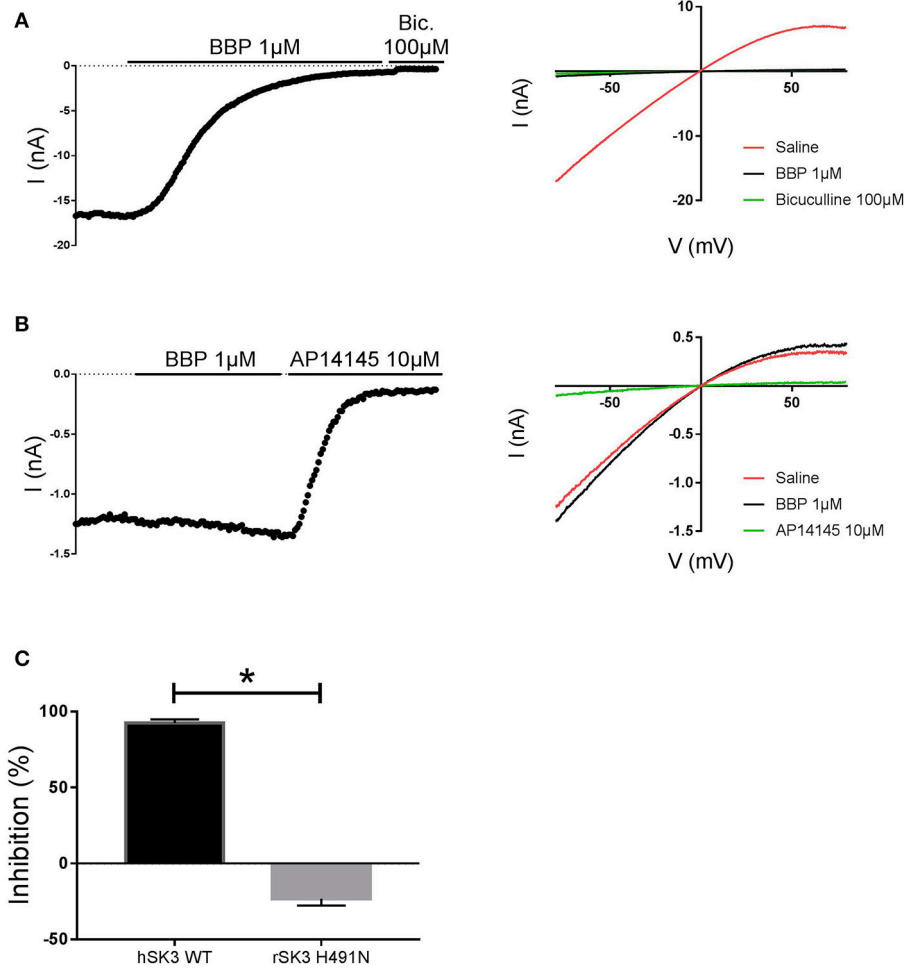 A
BBP 1µM
Bic.
100µM
0
-5
-10
-15
-20
I (nA)
10
-50
50
-10
-20
I (nA)
V (mV)
Saline
BBP 1µM
Bicuculline 100µM
B
BBP 1µM
AP14145 10µM
0.0
-0.5
-1.0
-1.5
I (nA)
0.5
-50
50
-0.5
-1.0
-1.5
I (nA)
V (mV)
Saline
BBP 1µM
AP14145 10µM
C
*
100
50
0
-50
Inhibition (%)
hSK3 WT
rSK3 H491N